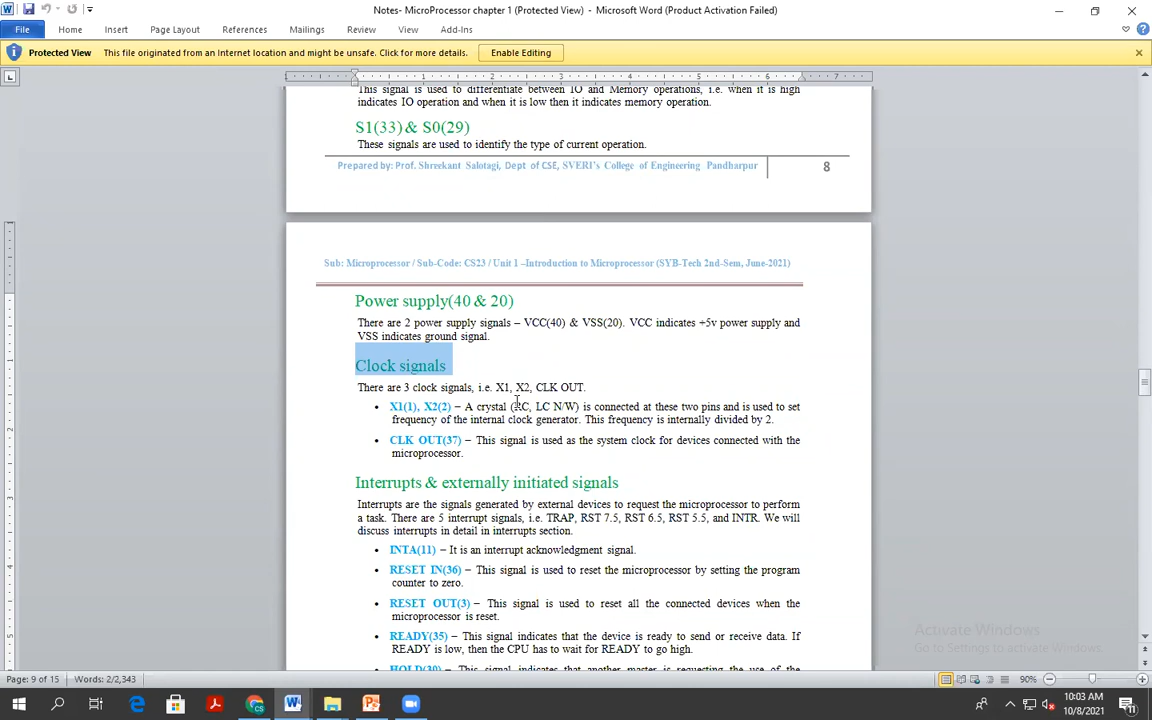 Notes- MicroProcessor chapter 1 (Protected View) - Microsoft Word (Product Activation Failed)
File Home Insert Page Layout References Mailings Review View Add-Ins
Protected View This file originated from an Internet location and might be unsafe. Click for more details. Enable Editing
This signal is used to differentiate between IO and Memory operations, i.e. when it is high
indicates IO operation and when it is low then it indicates memory operation.
S1(33) & S0(29)
These signals are used to identify the type of current operation.
Prepared by: Prof. Shreekant Salotagi, Dept of CSE, SVERI's College of Engineering Pandharpur 8
Sub: Microprocessor / Sub-Code: CS23 / Unit 1 –Introduction to Microprocessor (SYB-Tech 2nd-Sem, June-2021)
Power supply(40 & 20)
There are 2 power supply signals – VCC(40) & VSS(20). VCC indicates +5v power supply and
VSS indicates ground signal.
Clock signals
There are 3 clock signals, i.e. X1, X2, CLK OUT.
• X1(1), X2(2) – A crystal (RC, LC N/W) is connected at these two pins and is used to set
frequency of the internal clock generator. This frequency is internally divided by 2.
• CLK OUT(37) – This signal is used as the system clock for devices connected with the
microprocessor.
Interrupts & externally initiated signals
Interrupts are the signals generated by external devices to request the microprocessor to perform
a task. There are 5 interrupt signals, i.e. TRAP, RST 7.5, RST 6.5, RST 5.5, and INTR. We will
discuss interrupts in detail in interrupts section.
• INTA(11) – It is an interrupt acknowledgment signal.
• RESET IN(36) – This signal is used to reset the microprocessor by setting the program
counter to zero.
• RESET OUT(3) – This signal is used to reset all the connected devices when the
microprocessor is reset.
• READY(35) – This signal indicates that the device is ready to send or receive data. If
READY is low, then the CPU has to wait for READY to go high.
• HOLD(39) – This signal indicates that another master is requesting the use of the
Activate Windows
Go to Settings to activate Windows.
Page: 9 of 15 Words: 2/2,343 90%
10:03 AM
10/8/2021